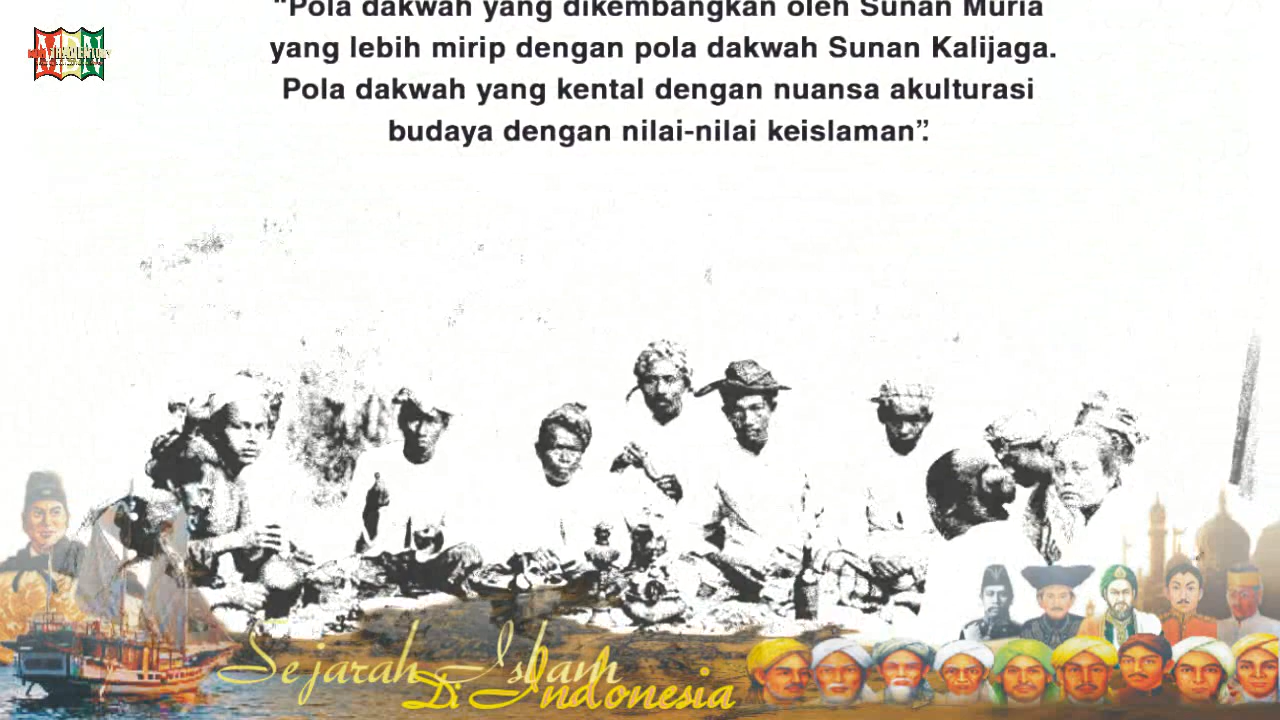 “Pola dakwah yang dikembangkan oleh Sunan Muria
yang lebih mirip dengan pola dakwah Sunan Kalijaga.
Pola dakwah yang kental dengan nuansa akulturasi
budaya dengan nilai-nilai keislaman”.
Sejarah Islam
Di Indonesia